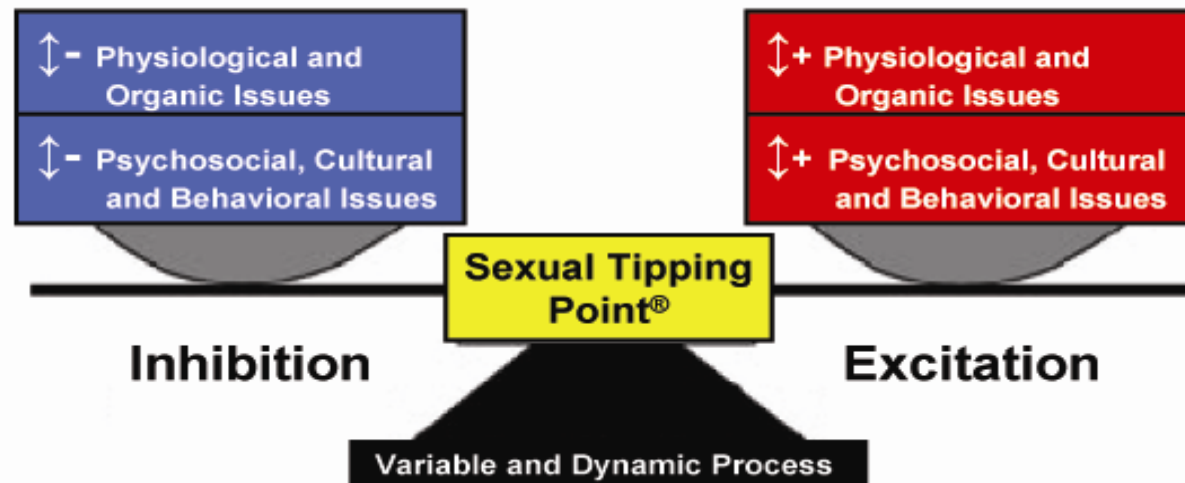 ↕- Physiological and
Organic Issues
↕- Psychosocial, Cultural
and Behavioral Issues
↕+ Physiological and
Organic Issues
↕+ Psychosocial, Cultural
and Behavioral Issues
Sexual Tipping
Point®
Inhibition
Excitation
Variable and Dynamic Process